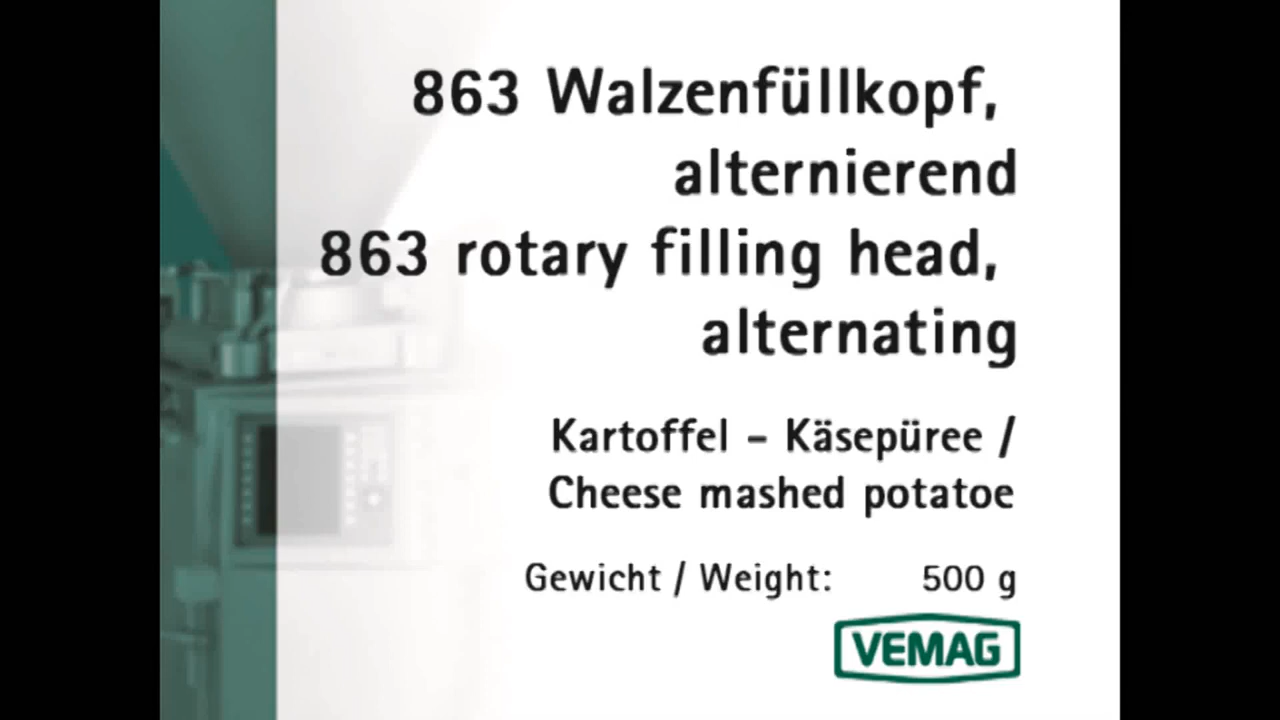 863 Walzenfüllkopf,
alternierend
863 rotary filling head,
alternating
Kartoffel – Käsepüree /
Cheese mashed potatoe
Gewicht / Weight: 500 g
VEMAG